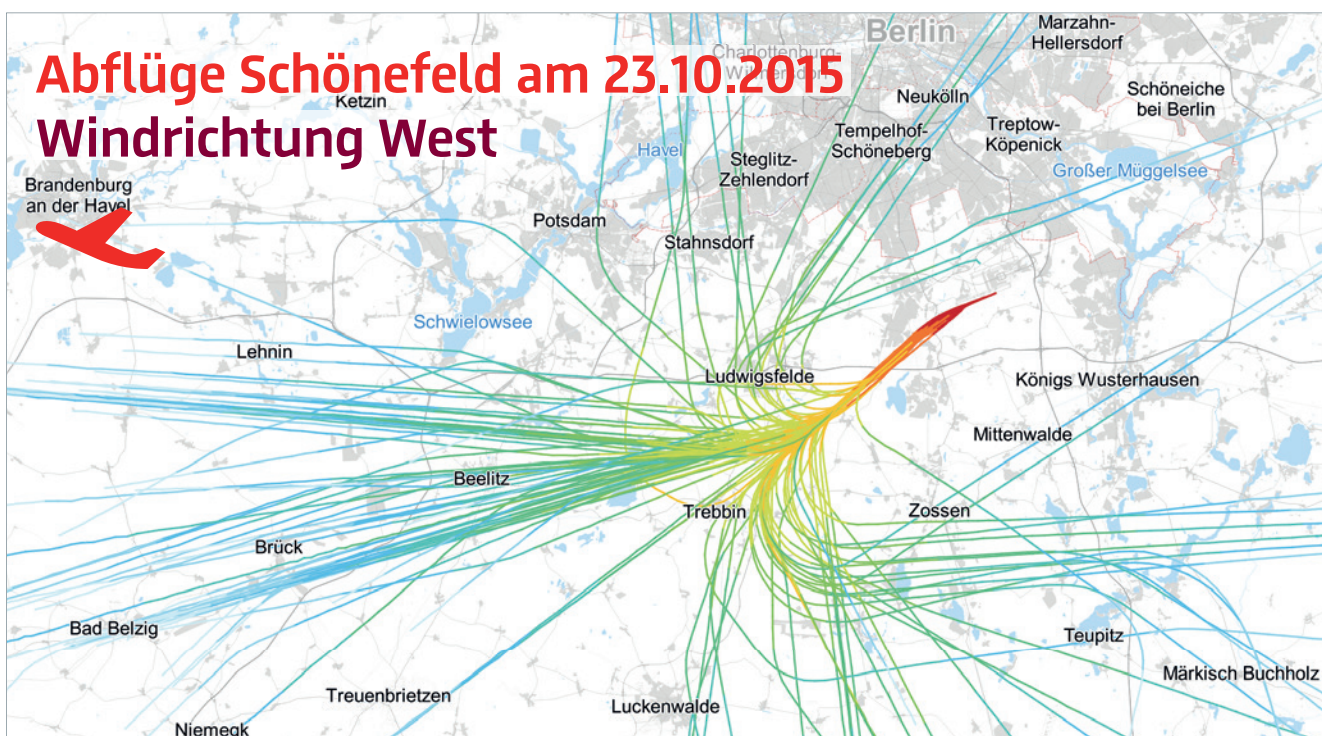 Berlin
Marzahn-
Hellersdorf
Charlottenburg-
Wilmersdorf
Abflüge Schönefeld am 23.10.2015
Windrichtung West
Ketzin
Neukölln
Schöneiche
bei Berlin
Tempelhof-
Schöneberg
Treptow-
Köpenick
Havel
Steglitz-
Zehlendorf
Großer Müggelsee
Brandenburg
an der Havel
Potsdam
Stahnsdorf
Schwielowsee
Lehnin
Ludwigsfelde
Königs Wusterhausen
Mittenwalde
Beelitz
Trebbin
Zossen
Brück
Bad Belzig
Teupitz
Märkisch Buchholz
Treuenbrietzen
Luckenwalde
Niemegk